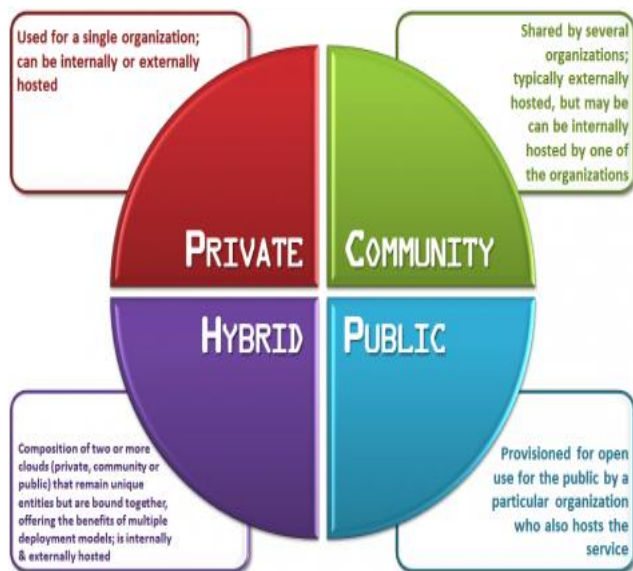 Used for a single organization;
can be internally or externally
hosted
Shared by several
organizations;
typically externally
hosted, but may be
can be internally
hosted by one of
the organizations
PRIVATE
COMMUNITY
HYBRID
PUBLIC
Composition of two or more
clouds (private, community or
public) that remain unique
entities but are bound together,
offering the benefits of multiple
deployment models; is internally
& externally hosted
Provisioned for open
use for the public by a
particular organization
who also hosts the
service